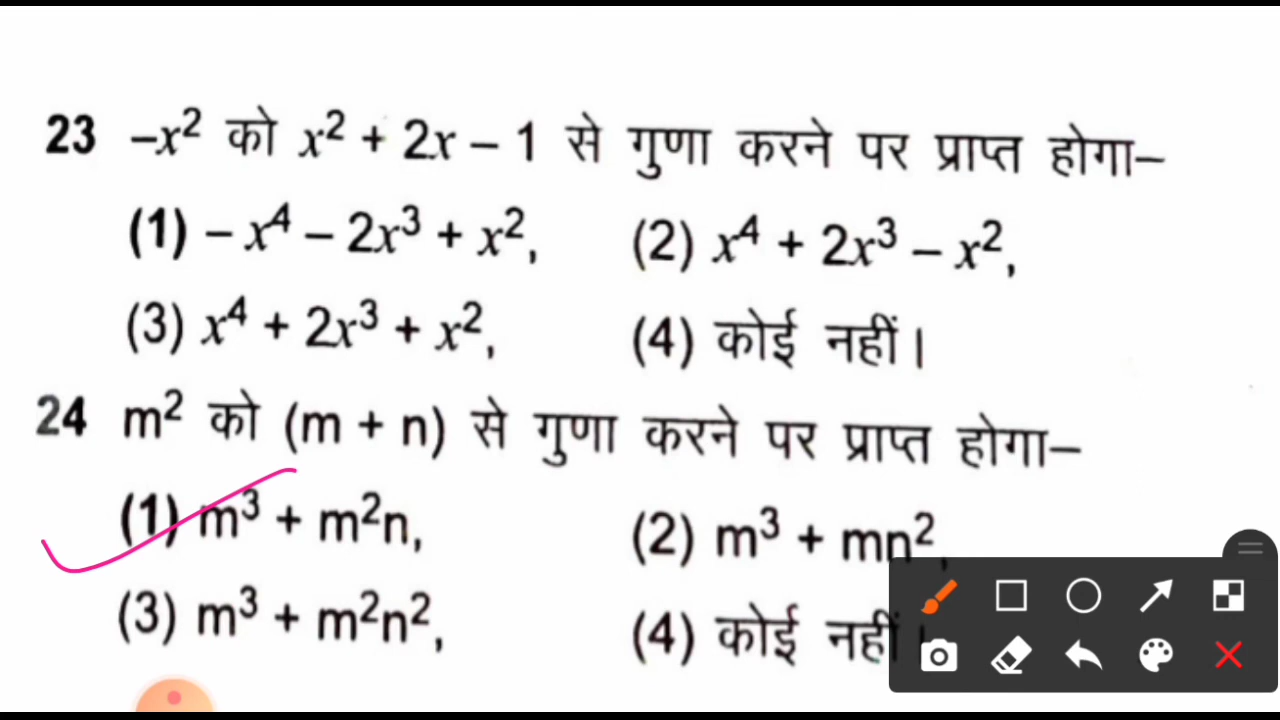 23 –x² को x² + 2x – 1 से गुणा करने पर प्राप्त होगा–
(1) – x⁴ – 2x³ + x², (2) x⁴ + 2x³ – x²,
(3) x⁴ + 2x³ + x², (4) कोई नहीं।
24 m² को (m + n) से गुणा करने पर प्राप्त होगा–
(1) m³ + m²n, (2) m³ + mn²,
(3) m³ + m²n², (4) कोई नहीं।